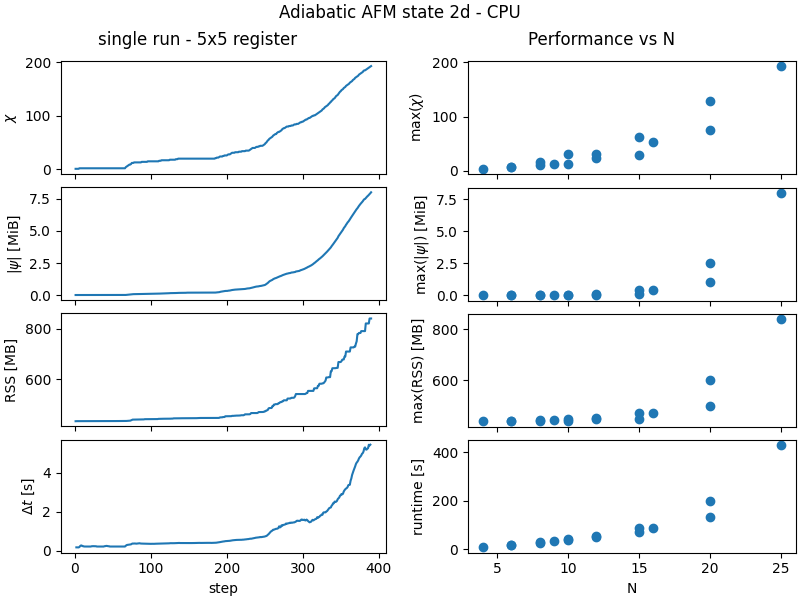 Adiabatic AFM state 2d - CPU
single run - 5x5 register
Performance vs N
χ
200
100
0
max(χ)
200
100
0
|ψ| [MiB]
7.5
5.0
2.5
0.0
max(|ψ|) [MiB]
7.5
5.0
2.5
0.0
RSS [MB]
800
600
max(RSS) [MB]
800
600
Δt [s]
4
2
0
0
100
200
300
400
step
runtime [s]
400
200
0
5
10
15
20
25
N